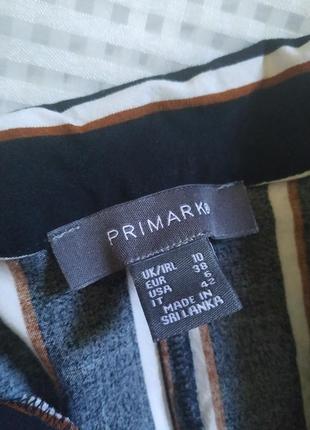 PRIMARK®
UK/IRL 10
EUR 38
USA 6
IT 42
MADE IN
SRI LANKA